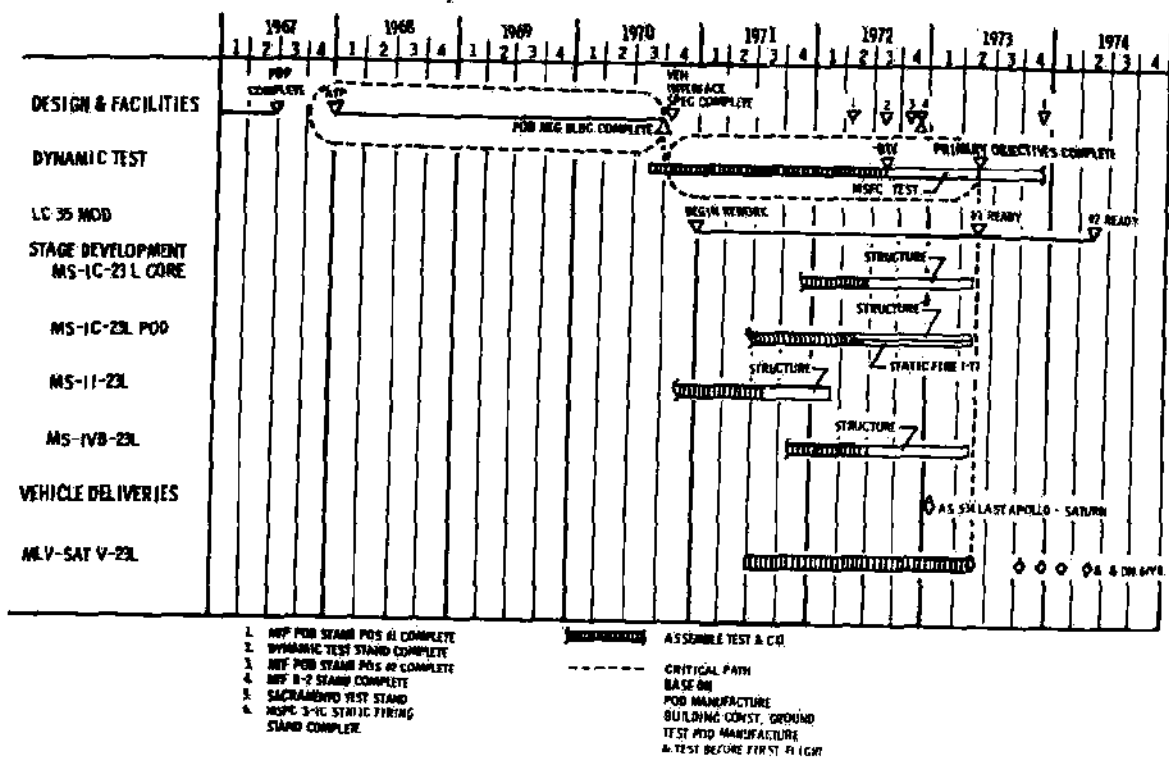 1967 1968 1969 1970 1971 1972 1973 1974
1 2 3 4 1 2 3 4 1 2 3 4 1 2 3 4 1 2 3 4 1 2 3 4 1 2 3 4 1 2 3 4
PDP
COMPLETE
VEH
INTERFACE
SPEC COMPLETE
DESIGN & FACILITIES
ATP
1 2 3 4
POD MFG BLDG. COMPLETE
DYNAMIC TEST
DTV
PRIMARY OBJECTIVES COMPLETE
MSFC TEST
LC 35 MOD
BEGIN REWORK
#1 READY
#2 READY
STAGE DEVELOPMENT
MS-IC-23 L CORE
STRUCTURE
MS-IC-23L POD
STRUCTURE
STATIC FIRE
MS-II-23L
STRUCTURE
MS-IVB-23L
STRUCTURE
VEHICLE DELIVERIES
LAST APOLLO - SATURN
MLV-SAT V-23L
1. MTF POD STAND POS #1 COMPLETE
2. DYNAMIC TEST STAND COMPLETE
3. MTF POD STAND POS #2 COMPLETE
4. MTF B-2 STAND COMPLETE
5. SACRAMENTO TEST STAND
6. MSFC S-IC STATIC FIRING
STAND COMPLETE
ASSEMBLE TEST & C.O.
CRITICAL PATH
BASE ON
POD MANUFACTURE
BUILDING CONST, GROUND
TEST POD MANUFACTURE
& TEST BEFORE FIRST FLIGHT